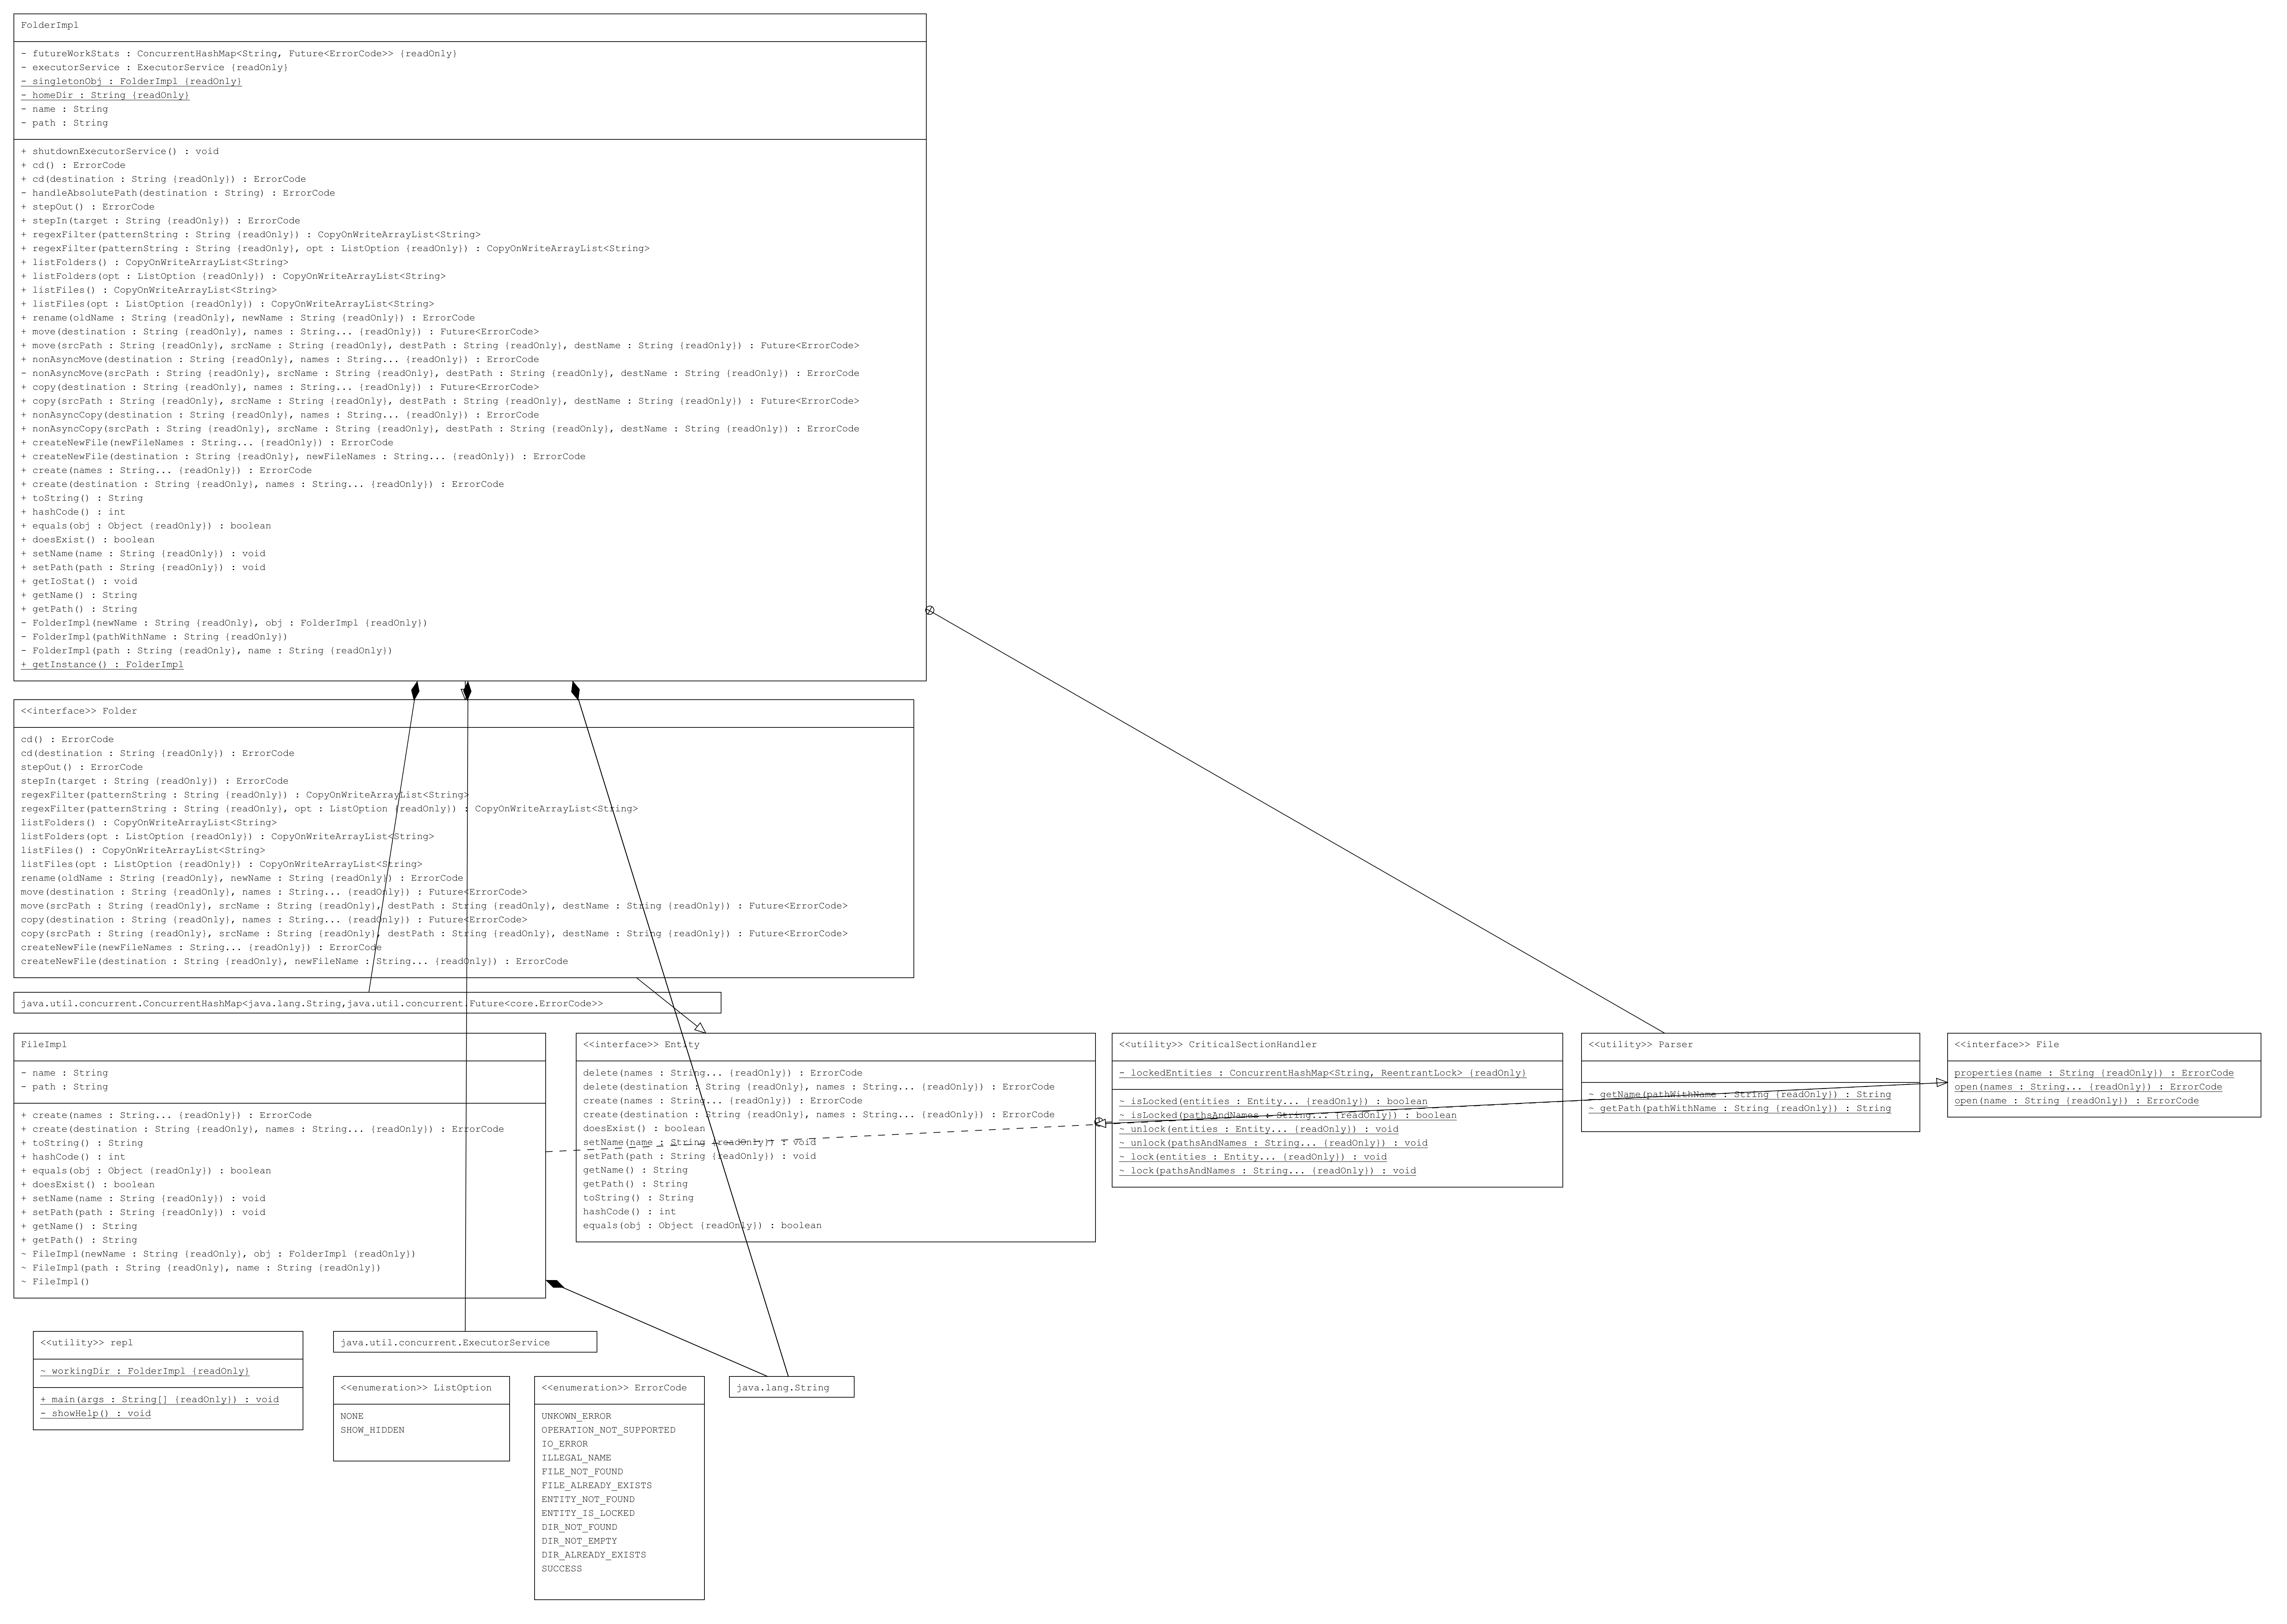 FolderImpl
- futureWorkStats : ConcurrentHashMap<String, Future<ErrorCode>> {readOnly}
- executorService : ExecutorService {readOnly}
- singletonObj : FolderImpl {readOnly}
- homeDir : String {readOnly}
- name : String
- path : String
+ shutdownExecutorService() : void
+ cd() : ErrorCode
+ cd(destination : String {readOnly}) : ErrorCode
- handleAbsolutePath(destination : String) : ErrorCode
+ stepOut() : ErrorCode
+ stepIn(target : String {readOnly}) : ErrorCode
+ regexFilter(patternString : String {readOnly}) : CopyOnWriteArrayList<String>
+ regexFilter(patternString : String {readOnly}, opt : ListOption {readOnly}) : CopyOnWriteArrayList<String>
+ listFolders() : CopyOnWriteArrayList<String>
+ listFolders(opt : ListOption {readOnly}) : CopyOnWriteArrayList<String>
+ listFiles() : CopyOnWriteArrayList<String>
+ listFiles(opt : ListOption {readOnly}) : CopyOnWriteArrayList<String>
+ rename(oldName : String {readOnly}, newName : String {readOnly}) : ErrorCode
+ move(destination : String {readOnly}, names : String... {readOnly}) : Future<ErrorCode>
+ move(srcPath : String {readOnly}, srcName : String {readOnly}, destPath : String {readOnly}, destName : String {readOnly}) : Future<ErrorCode>
+ nonAsyncMove(destination : String {readOnly}, names : String... {readOnly}) : ErrorCode
- nonAsyncMove(srcPath : String {readOnly}, srcName : String {readOnly}, destPath : String {readOnly}, destName : String {readOnly}) : ErrorCode
+ copy(destination : String {readOnly}, names : String... {readOnly}) : Future<ErrorCode>
+ copy(srcPath : String {readOnly}, srcName : String {readOnly}, destPath : String {readOnly}, destName : String {readOnly}) : Future<ErrorCode>
+ nonAsyncCopy(destination : String {readOnly}, names : String... {readOnly}) : ErrorCode
+ nonAsyncCopy(srcPath : String {readOnly}, srcName : String {readOnly}, destPath : String {readOnly}, destName : String {readOnly}) : ErrorCode
+ createNewFile(newFileNames : String... {readOnly}) : ErrorCode
+ createNewFile(destination : String {readOnly}, newFileNames : String... {readOnly}) : ErrorCode
+ create(names : String... {readOnly}) : ErrorCode
+ create(destination : String {readOnly}, names : String... {readOnly}) : ErrorCode
+ toString() : String
+ hashCode() : int
+ equals(obj : Object {readOnly}) : boolean
+ doesExist() : boolean
+ setName(name : String {readOnly}) : void
+ setPath(path : String {readOnly}) : void
+ getIoStat() : void
+ getName() : String
+ getPath() : String
- FolderImpl(newName : String {readOnly}, obj : FolderImpl {readOnly})
- FolderImpl(pathWithName : String {readOnly})
- FolderImpl(path : String {readOnly}, name : String {readOnly})
+ getInstance() : FolderImpl
<<interface>> Folder
cd() : ErrorCode
cd(destination : String {readOnly}) : ErrorCode
stepOut() : ErrorCode
stepIn(target : String {readOnly}) : ErrorCode
regexFilter(patternString : String {readOnly}) : CopyOnWriteArrayList<String>
regexFilter(patternString : String {readOnly}, opt : ListOption {readOnly}) : CopyOnWriteArrayList<String>
listFolders() : CopyOnWriteArrayList<String>
listFolders(opt : ListOption {readOnly}) : CopyOnWriteArrayList<String>
listFiles() : CopyOnWriteArrayList<String>
listFiles(opt : ListOption {readOnly}) : CopyOnWriteArrayList<String>
rename(oldName : String {readOnly}, newName : String {readOnly}) : ErrorCode
move(destination : String {readOnly}, names : String... {readOnly}) : Future<ErrorCode>
move(srcPath : String {readOnly}, srcName : String {readOnly}, destPath : String {readOnly}, destName : String {readOnly}) : Future<ErrorCode>
copy(destination : String {readOnly}, names : String... {readOnly}) : Future<ErrorCode>
copy(srcPath : String {readOnly}, srcName : String {readOnly}, destPath : String {readOnly}, destName : String {readOnly}) : Future<ErrorCode>
createNewFile(newFileNames : String... {readOnly}) : ErrorCode
createNewFile(destination : String {readOnly}, newFileName : String... {readOnly}) : ErrorCode
java.util.concurrent.ConcurrentHashMap<java.lang.String,java.util.concurrent.Future<core.ErrorCode>>
FileImpl
- name : String
- path : String
+ create(names : String... {readOnly}) : ErrorCode
+ create(destination : String {readOnly}, names : String... {readOnly}) : ErrorCode
+ toString() : String
+ hashCode() : int
+ equals(obj : Object {readOnly}) : boolean
+ doesExist() : boolean
+ setName(name : String {readOnly}) : void
+ setPath(path : String {readOnly}) : void
+ getName() : String
+ getPath() : String
~ FileImpl(newName : String {readOnly}, obj : FolderImpl {readOnly})
~ FileImpl(path : String {readOnly}, name : String {readOnly})
~ FileImpl()
<<interface>> Entity
delete(names : String... {readOnly}) : ErrorCode
delete(destination : String {readOnly}, names : String... {readOnly}) : ErrorCode
create(names : String... {readOnly}) : ErrorCode
create(destination : String {readOnly}, names : String... {readOnly}) : ErrorCode
doesExist() : boolean
setName(name : String {readOnly}) : void
setPath(path : String {readOnly}) : void
getName() : String
getPath() : String
toString() : String
hashCode() : int
equals(obj : Object {readOnly}) : boolean
<<utility>> CriticalSectionHandler
- lockedEntities : ConcurrentHashMap<String, ReentrantLock> {readOnly}
~ isLocked(entities : Entity... {readOnly}) : boolean
~ isLocked(pathsAndNames : String... {readOnly}) : boolean
~ unlock(entities : Entity... {readOnly}) : void
~ unlock(pathsAndNames : String... {readOnly}) : void
~ lock(entities : Entity... {readOnly}) : void
~ lock(pathsAndNames : String... {readOnly}) : void
<<utility>> Parser
~ getName(pathWithName : String {readOnly}) : String
~ getPath(pathWithName : String {readOnly}) : String
<<interface>> File
properties(name : String {readOnly}) : ErrorCode
open(names : String... {readOnly}) : ErrorCode
open(name : String {readOnly}) : ErrorCode
<<utility>> repl
~ workingDir : FolderImpl {readOnly}
+ main(args : String[] {readOnly}) : void
- showHelp() : void
java.util.concurrent.ExecutorService
<<enumeration>> ListOption
NONE
SHOW_HIDDEN
<<enumeration>> ErrorCode
UNKOWN_ERROR
OPERATION_NOT_SUPPORTED
IO_ERROR
ILLEGAL_NAME
FILE_NOT_FOUND
FILE_ALREADY_EXISTS
ENTITY_NOT_FOUND
ENTITY_IS_LOCKED
DIR_NOT_FOUND
DIR_NOT_EMPTY
DIR_ALREADY_EXISTS
SUCCESS
java.lang.String